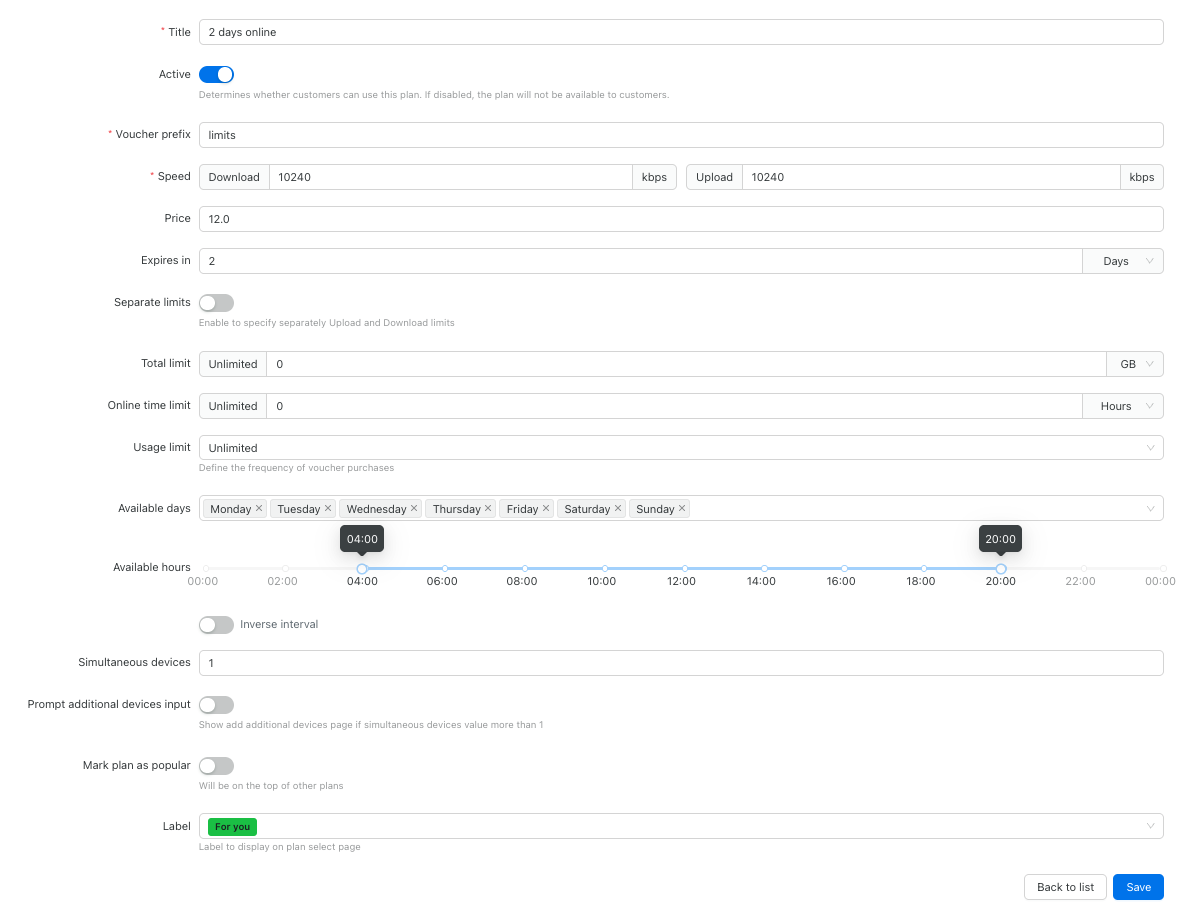 * Title 2 days online
Active
Determines whether customers can use this plan. If disabled, the plan will not be available to customers.
* Voucher prefix limits
* Speed Download 10240 kbps Upload 10240 kbps
Price 12.0
Expires in 2 Days
Separate limits
Enable to specify separately Upload and Download limits
Total limit Unlimited 0 GB
Online time limit Unlimited 0 Hours
Usage limit Unlimited
Define the frequency of voucher purchases
Available days Monday Tuesday Wednesday Thursday Friday Saturday Sunday
04:00 20:00
Available hours
00:00 02:00 04:00 06:00 08:00 10:00 12:00 14:00 16:00 18:00 20:00 22:00 00:00
Inverse interval
Simultaneous devices 1
Prompt additional devices input
Show add additional devices page if simultaneous devices value more than 1
Mark plan as popular
Will be on the top of other plans
Label For you
Label to display on plan select page
Back to list Save